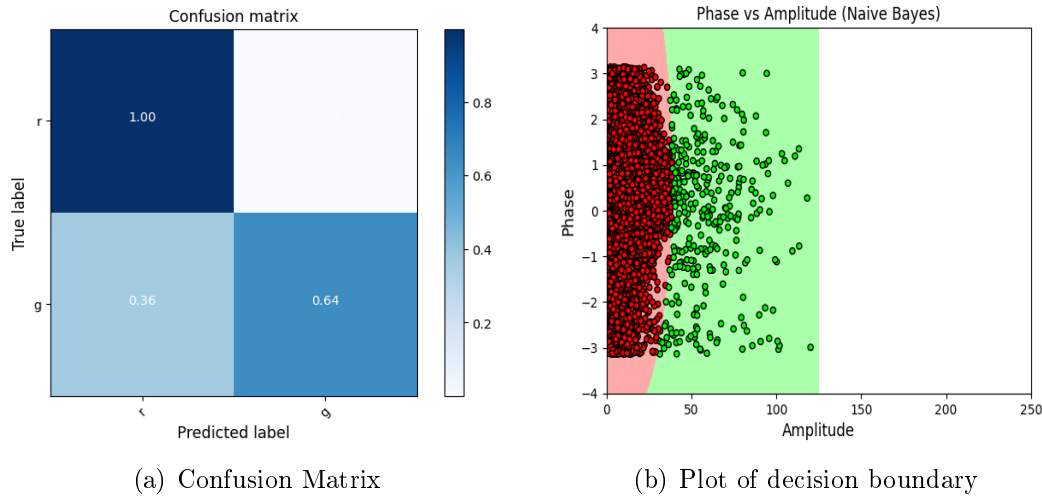 Confusion matrix
r
g
True label
1.00
0.36
0.64
r
g
Predicted label
0.8
0.6
0.4
0.2
(a) Confusion Matrix
Phase vs Amplitude (Naive Bayes)
4
3
2
1
0
−1
−2
−3
−4
Phase
0
50
100
150
200
250
Amplitude
(b) Plot of decision boundary